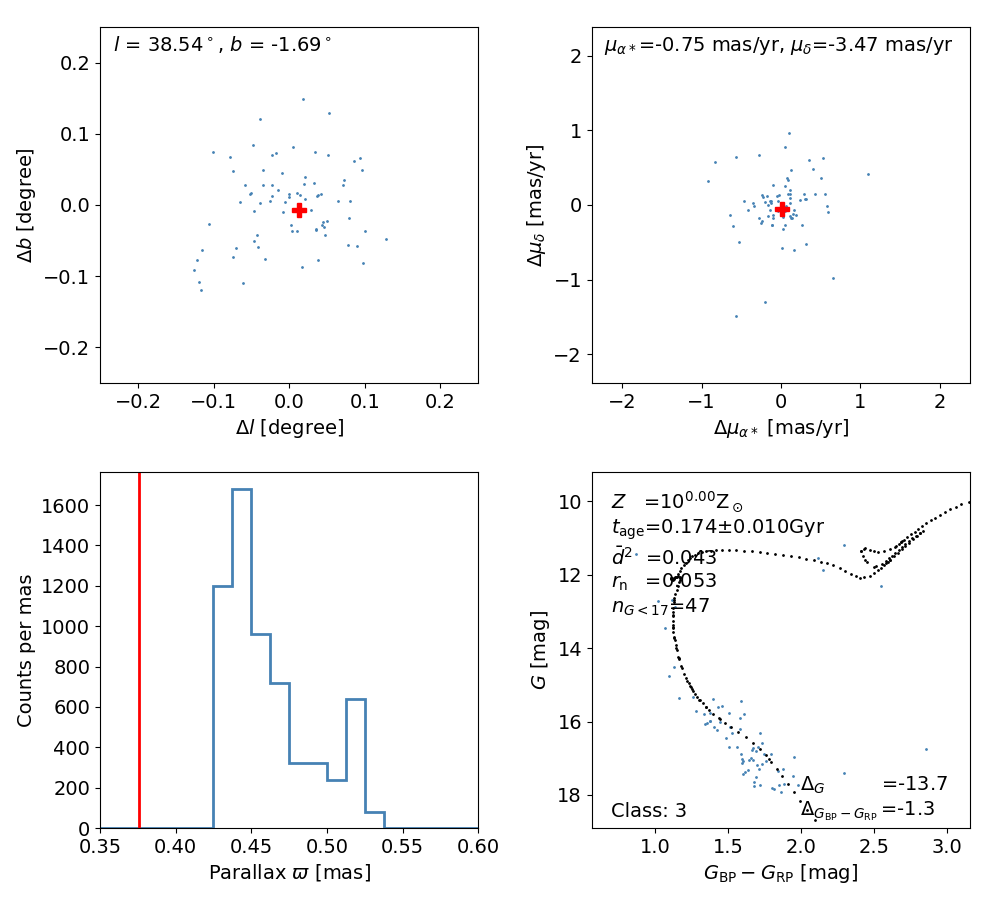 l = 38.54°, b = -1.69°
0.2
0.1
0.0
−0.1
−0.2
Δb [degree]
−0.2 −0.1 0.0 0.1 0.2
Δl [degree]
μα*=-0.75 mas/yr, μδ=-3.47 mas/yr
2
1
0
−1
−2
Δμδ [mas/yr]
−2 −1 0 1 2
Δμα* [mas/yr]
1600
1400
1200
1000
800
600
400
200
0
Counts per mas
0.35 0.40 0.45 0.50 0.55 0.60
Parallax ϖ [mas]
Z =10^0.00 Z⊙
t_age=0.174±0.010Gyr
d̄² =0.043
r_n =0.053
n_G<17=47
10
12
14
16
18
G [mag]
Δ_G =-13.7
Δ_GBP−GRP =-1.3
Class: 3
1.0 1.5 2.0 2.5 3.0
G_BP − G_RP [mag]